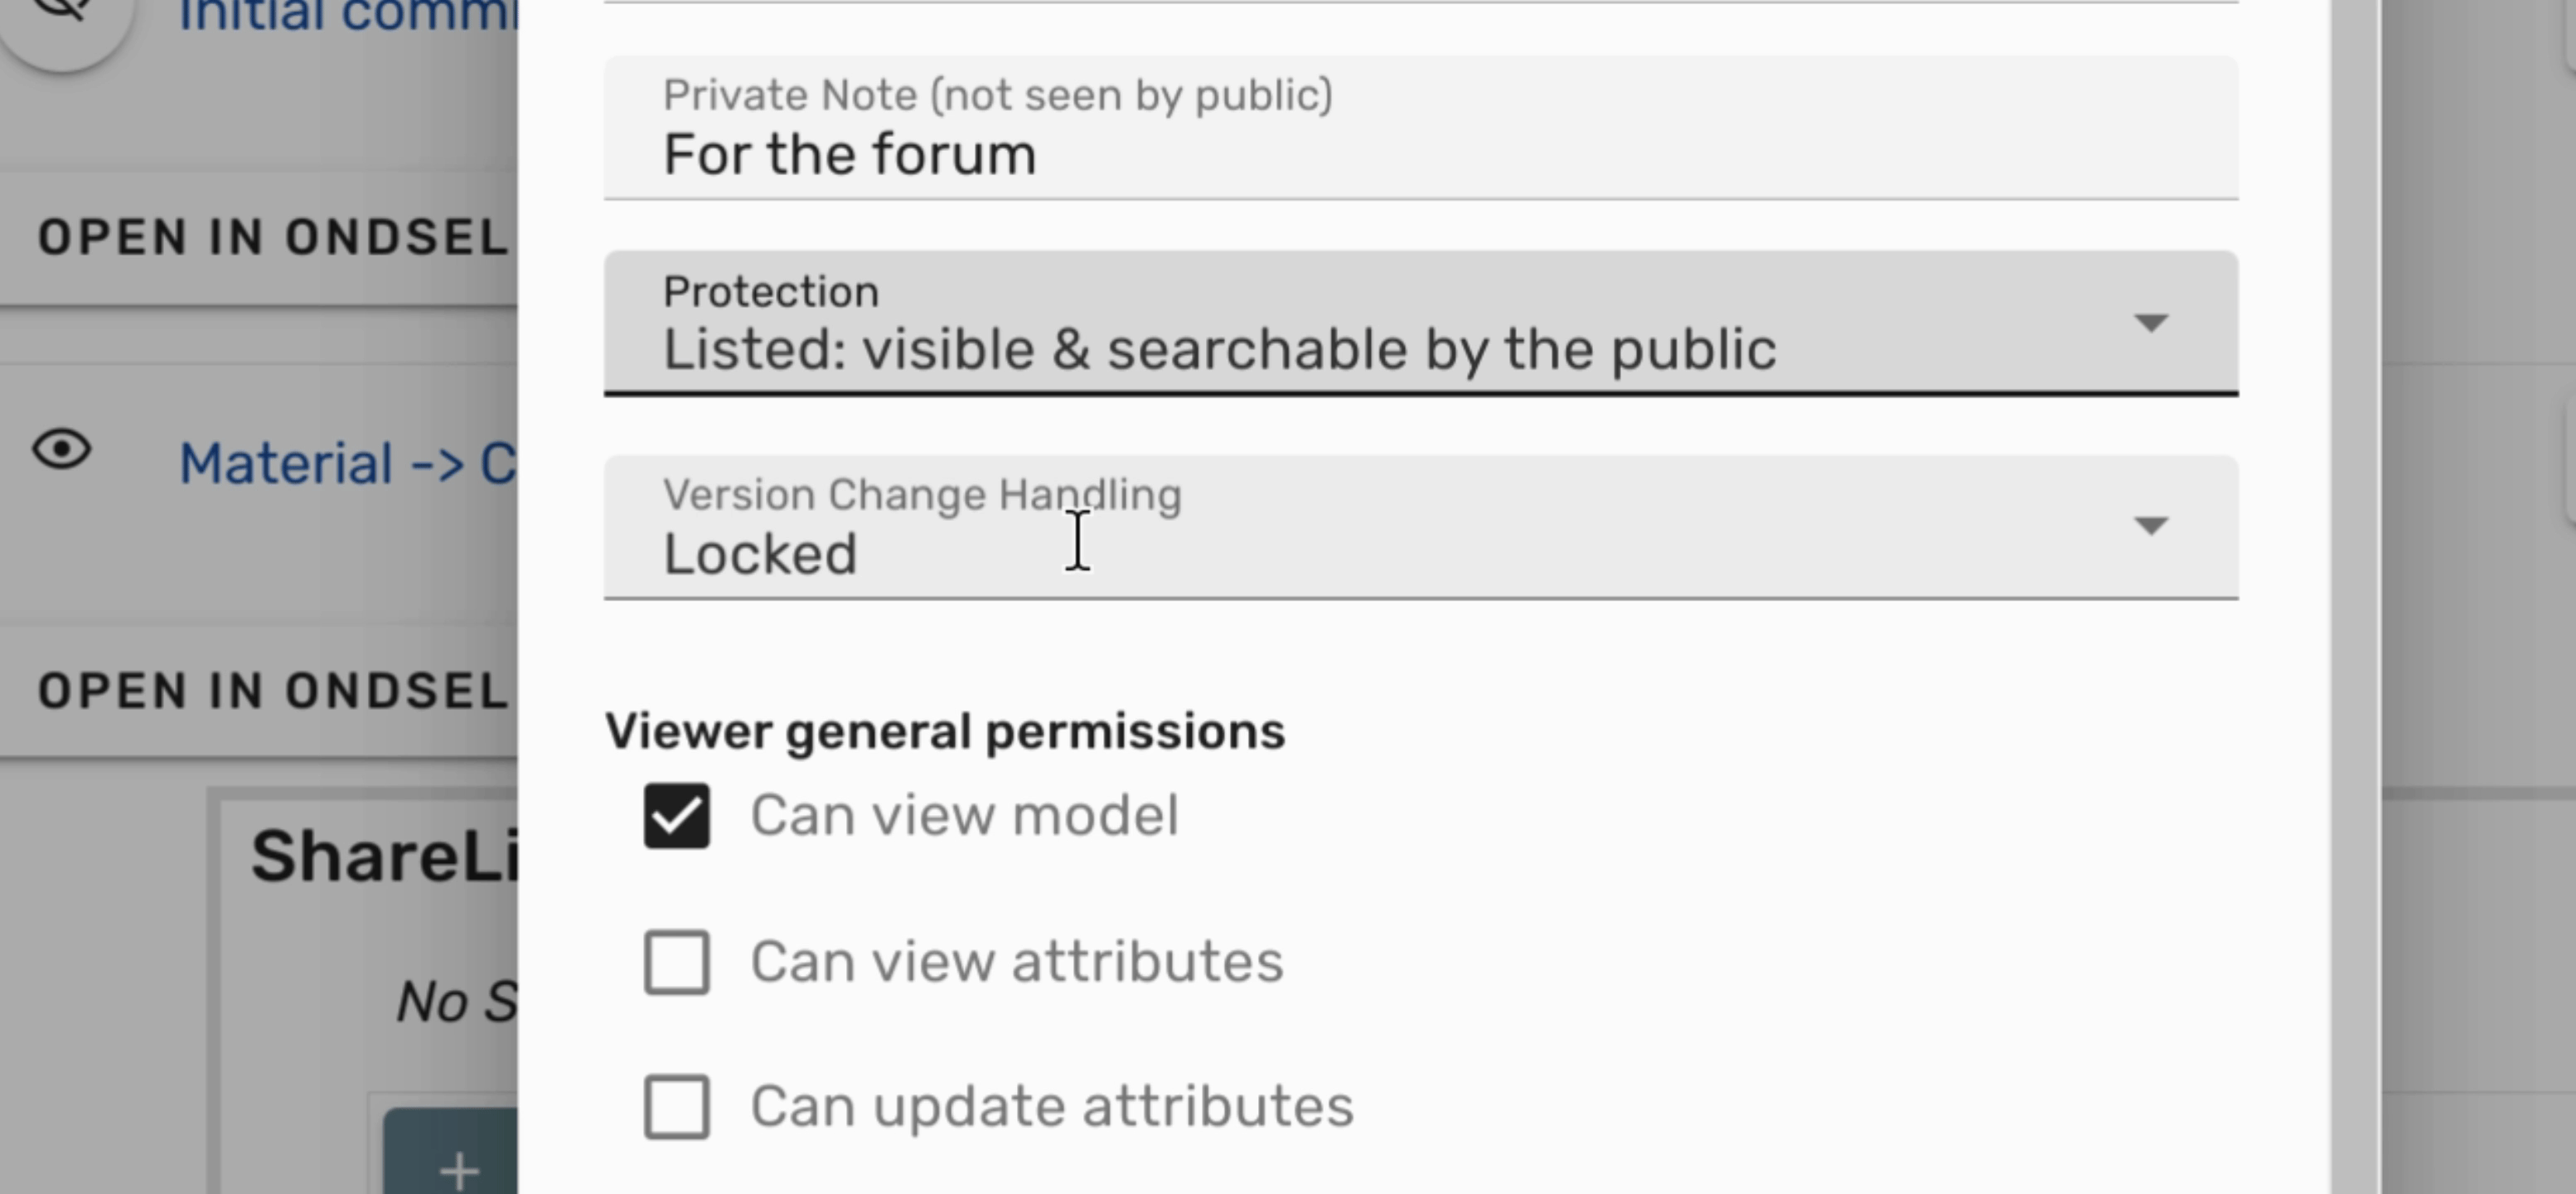 Initial comm
Private Note (not seen by public)
For the forum
OPEN IN ONDSEL
Protection
Listed: visible & searchable by the public
Material -> C
Version Change Handling
Locked
OPEN IN ONDSEL
Viewer general permissions
Can view model
ShareLi
Can view attributes
No S
Can update attributes
+